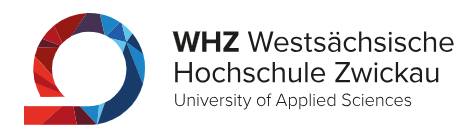 WHZ Westsächsische
Hochschule Zwickau
University of Applied Sciences